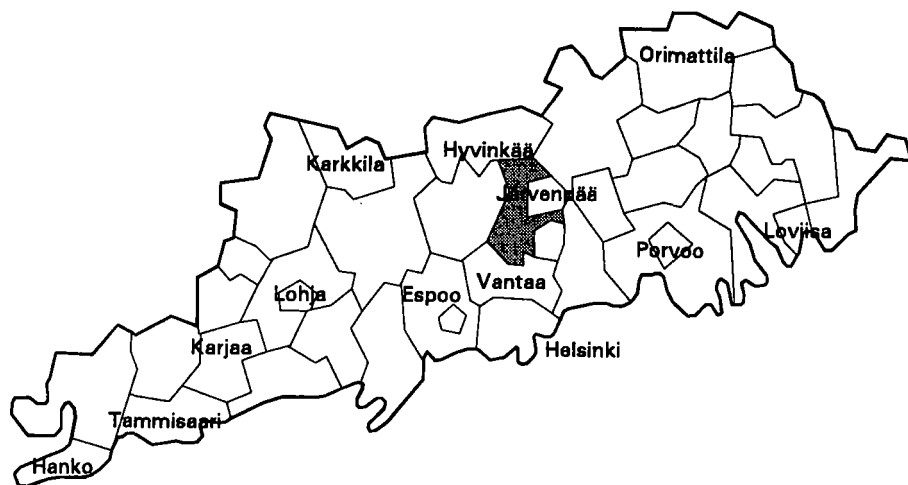 Orimattila
Hyvinkää
Karkkila
Järvenpää
Loviisa
Porvoo
Vantaa
Espoo
Lohja
Karjaa
Helsinki
Tammisaari
Hanko